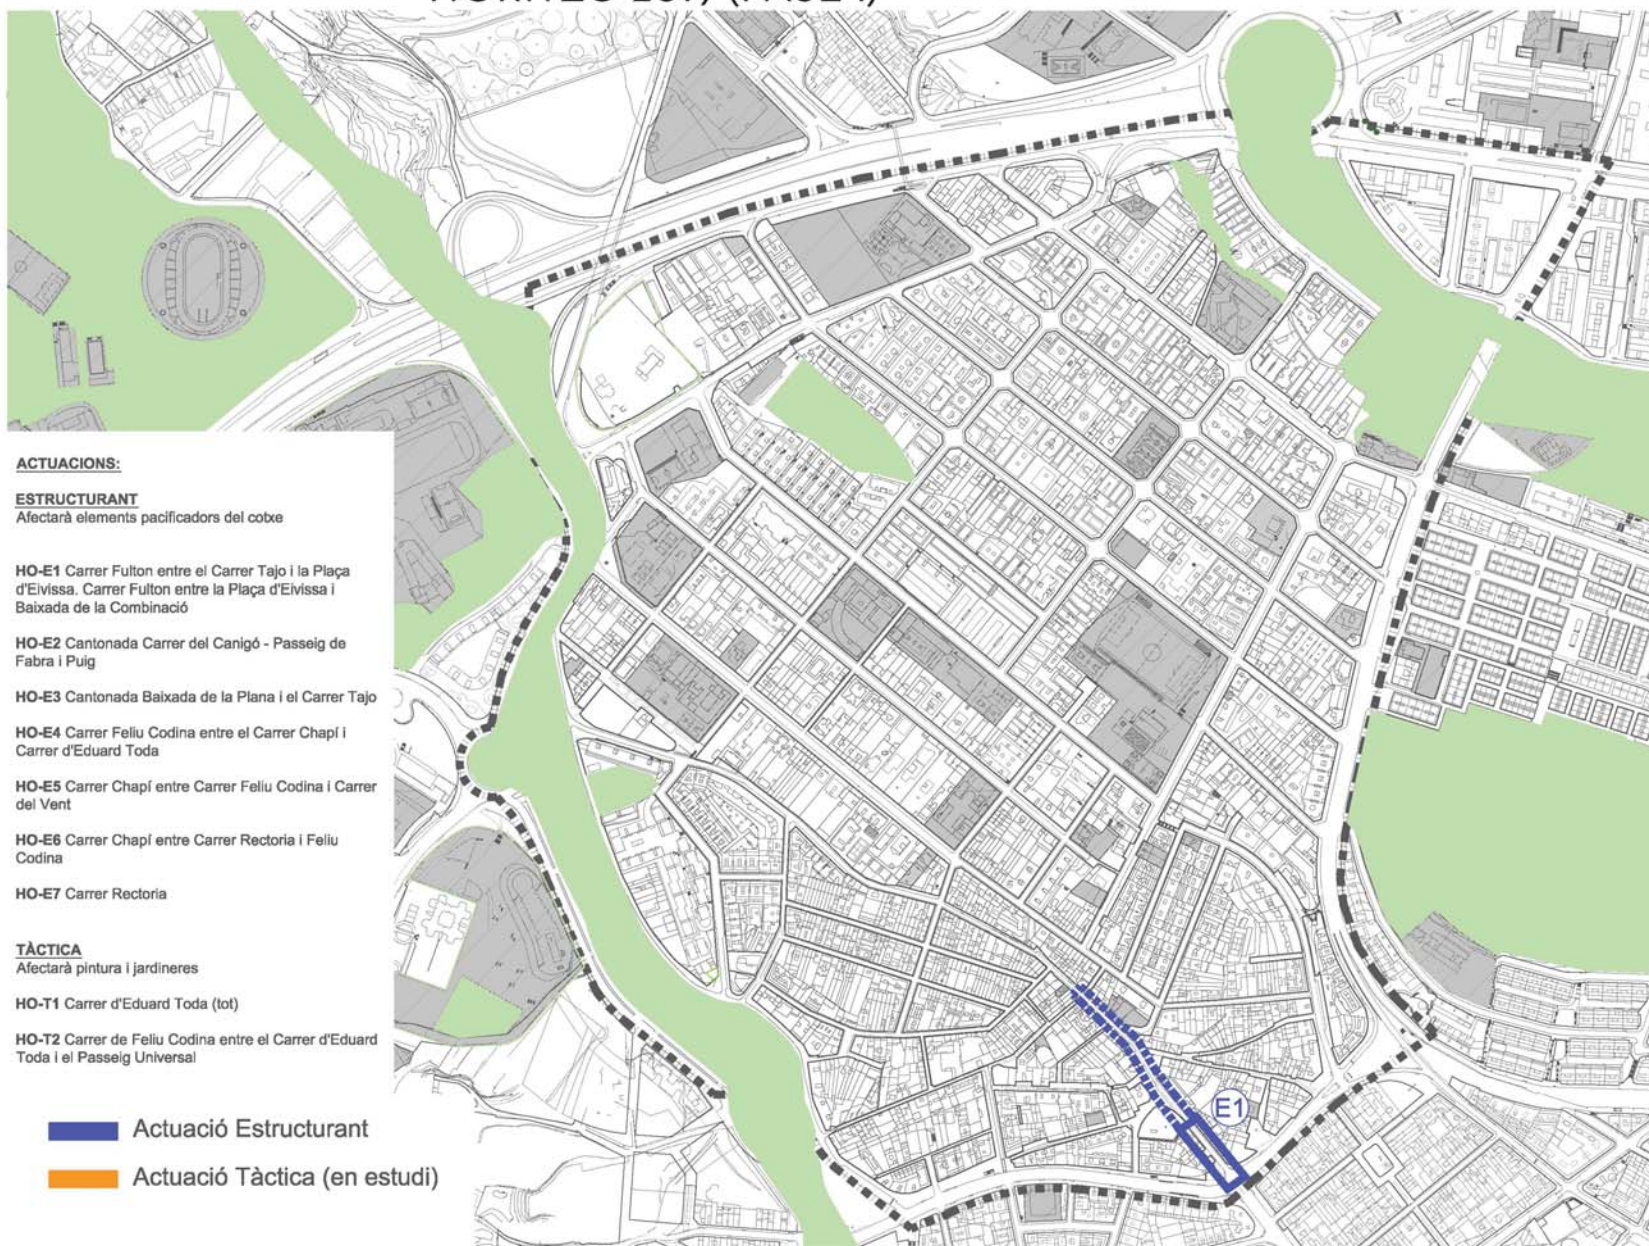 ACTUACIONS:
ESTRUCTURANT
Afectarà elements pacificadors del cotxe
HO-E1 Carrer Fulton entre el Carrer Tajo i la Plaça
d'Eivissa. Carrer Fulton entre la Plaça d'Eivissa i
Baixada de la Combinació
HO-E2 Cantonada Carrer del Canigó - Passeig de
Fabra i Puig
HO-E3 Cantonada Baixada de la Plana i el Carrer Tajo
HO-E4 Carrer Feliu Codina entre el Carrer Chapí i
Carrer d'Eduard Toda
HO-E5 Carrer Chapí entre Carrer Feliu Codina i Carrer
del Vent
HO-E6 Carrer Chapí entre Carrer Rectoria i Feliu
Codina
HO-E7 Carrer Rectoria
TÀCTICA
Afectarà pintura i jardineres
HO-T1 Carrer d'Eduard Toda (tot)
HO-T2 Carrer de Feliu Codina entre el Carrer d'Eduard
Toda i el Passeig Universal
Actuació Estructurant
Actuació Tàctica (en estudi)
E1